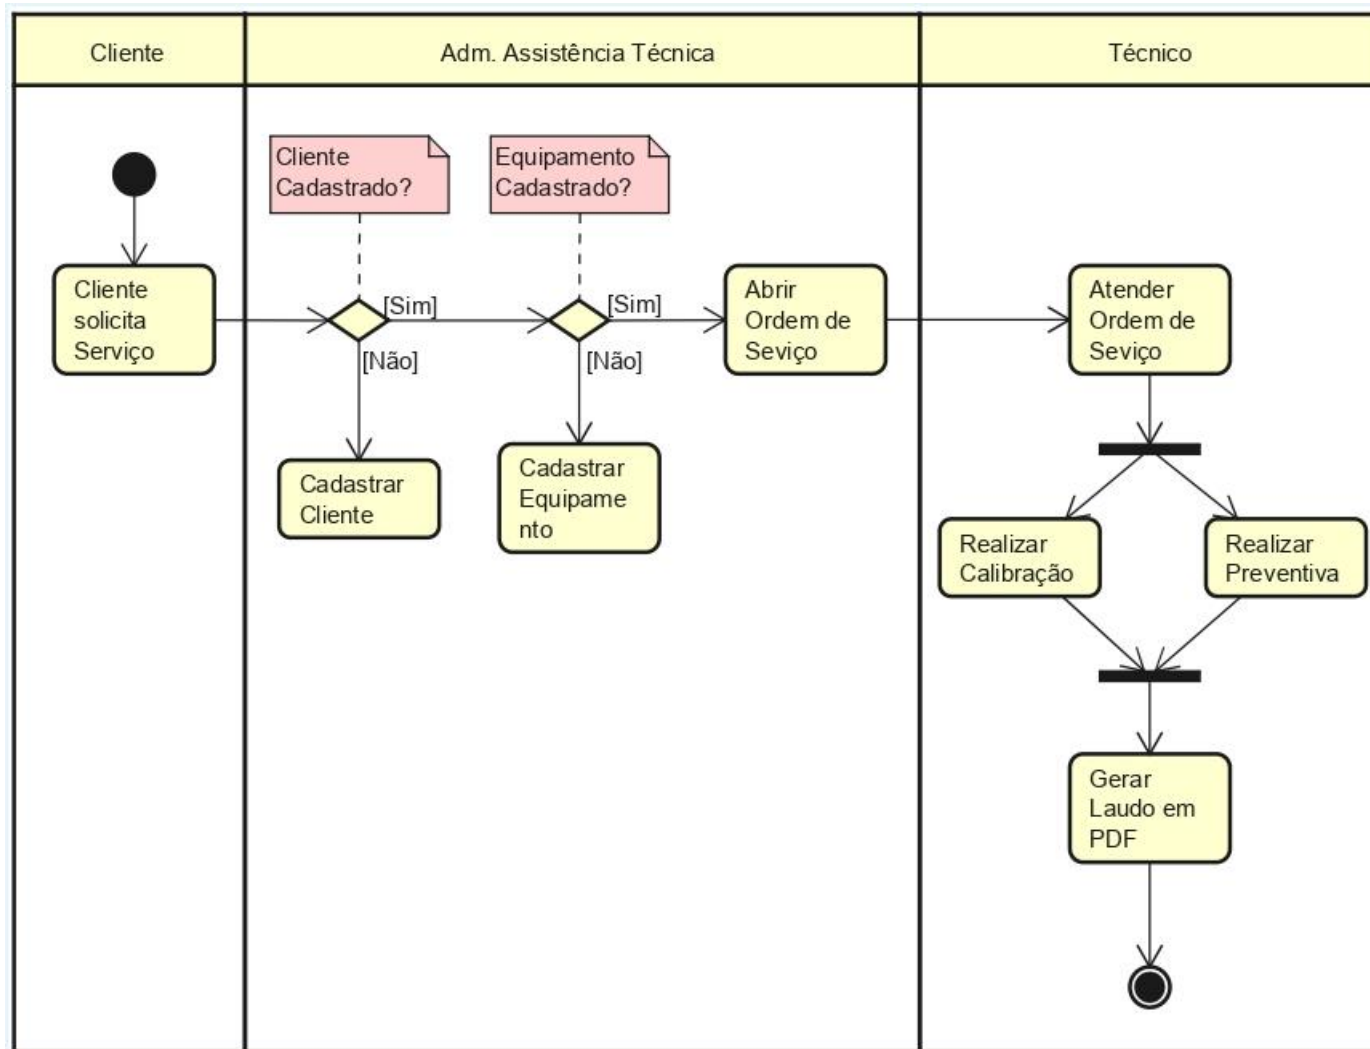 Cliente
Adm. Assistência Técnica
Técnico
Cliente
Cadastrado?
Equipamento
Cadastrado?
Cliente
solicita
Serviço
[Sim]
[Não]
[Sim]
[Não]
Abrir
Ordem de
Seviço
Atender
Ordem de
Seviço
Cadastrar
Cliente
Cadastrar
Equipame
nto
Realizar
Calibração
Realizar
Preventiva
Gerar
Laudo em
PDF